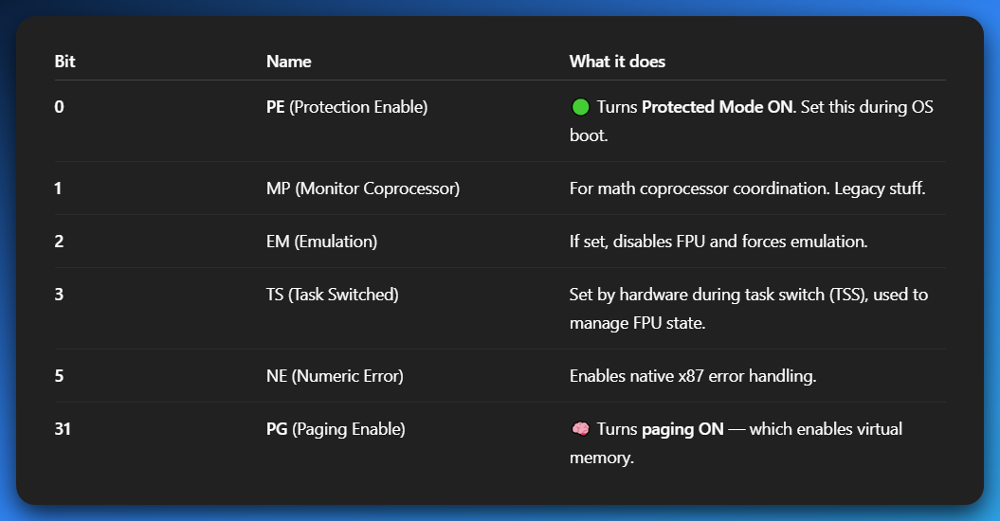 Bit Name What it does
0 PE (Protection Enable) 🟢 Turns Protected Mode ON. Set this during OS
boot.
1 MP (Monitor Coprocessor) For math coprocessor coordination. Legacy stuff.
2 EM (Emulation) If set, disables FPU and forces emulation.
3 TS (Task Switched) Set by hardware during task switch (TSS), used to
manage FPU state.
5 NE (Numeric Error) Enables native x87 error handling.
31 PG (Paging Enable) 🧠 Turns paging ON — which enables virtual
memory.